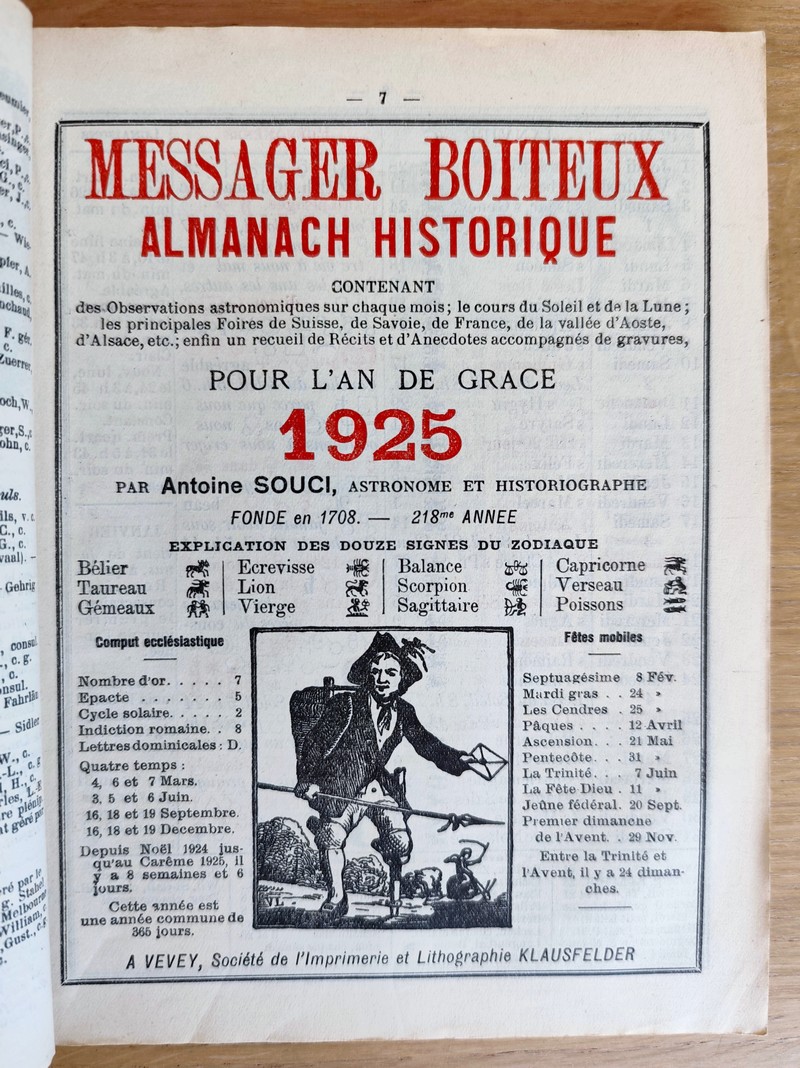 — 7 —
MESSAGER BOITEUX
ALMANACH HISTORIQUE
CONTENANT
des Observations astronomiques sur chaque mois; le cours du Soleil et de la Lune;
les principales Foires de Suisse, de Savoie, de France, de la vallée d'Aoste,
d'Alsace, etc.; enfin un recueil de Récits et d'Anecdotes accompagnés de gravures,
POUR L'AN DE GRACE
1925
PAR Antoine SOUCI, ASTRONOME ET HISTORIOGRAPHE
FONDE en 1708. — 218me ANNEE
EXPLICATION DES DOUZE SIGNES DU ZODIAQUE
Bélier
Taureau
Gémeaux
Ecrevisse
Lion
Vierge
Balance
Scorpion
Sagittaire
Capricorne
Verseau
Poissons
Comput ecclésiastique
Nombre d'or. . . . . 7
Epacte . . . . . . . 5
Cycle solaire. . . . . 2
Indiction romaine. . 8
Lettres dominicales : D.
Quatre temps :
4, 6 et 7 Mars.
3, 5 et 6 Juin.
16, 18 et 19 Septembre.
16, 18 et 19 Decembre.
Depuis Noël 1924 jus-
qu'au Carême 1925, il
y a 8 semaines et 6
jours.
Cette année est
une année commune de
365 jours.
Fêtes mobiles
Septuagésime 8 Fév.
Mardi gras . . 24 »
Les Cendres . 25 »
Pâques . . . . 12 Avril
Ascension. . . 21 Mai
Pentecôte. . . 31 »
La Trinité. . . 7 Juin
La Fête Dieu . 11 »
Jeûne fédéral. 20 Sept.
Premier dimanche
de l'Avent. . 29 Nov.
Entre la Trinité et
l'Avent, il y a 24 diman-
ches.
A VEVEY, Société de l'Imprimerie et Lithographie KLAUSFELDER